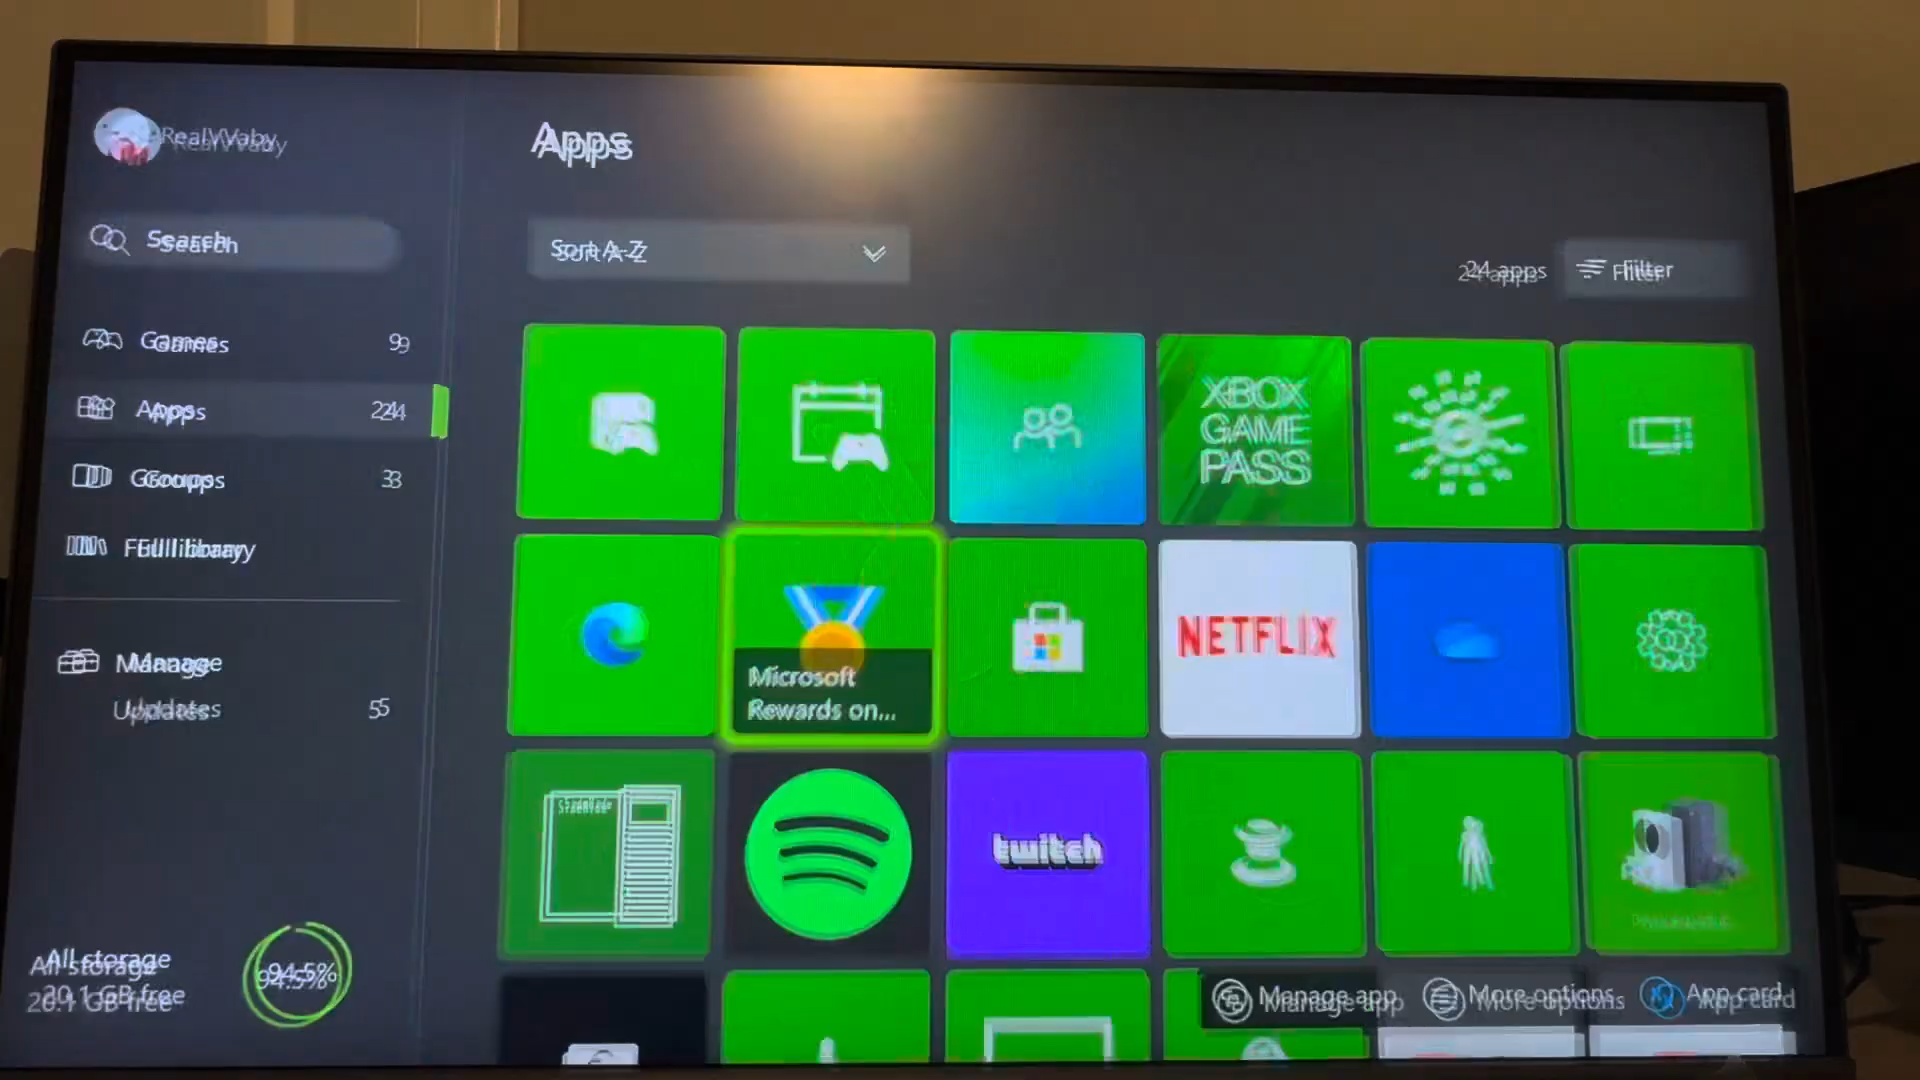 RealVVaby
Apps
Search
Sort A-Z
24 apps
Filter
Games 9
Apps 24
Groups 3
Full library
Manage
Updates 5
XBOX
GAME
PASS
Microsoft
Rewards on...
NETFLIX
twitch
All storage
20.1 GB free
94.5%
Manage app
More options
App card